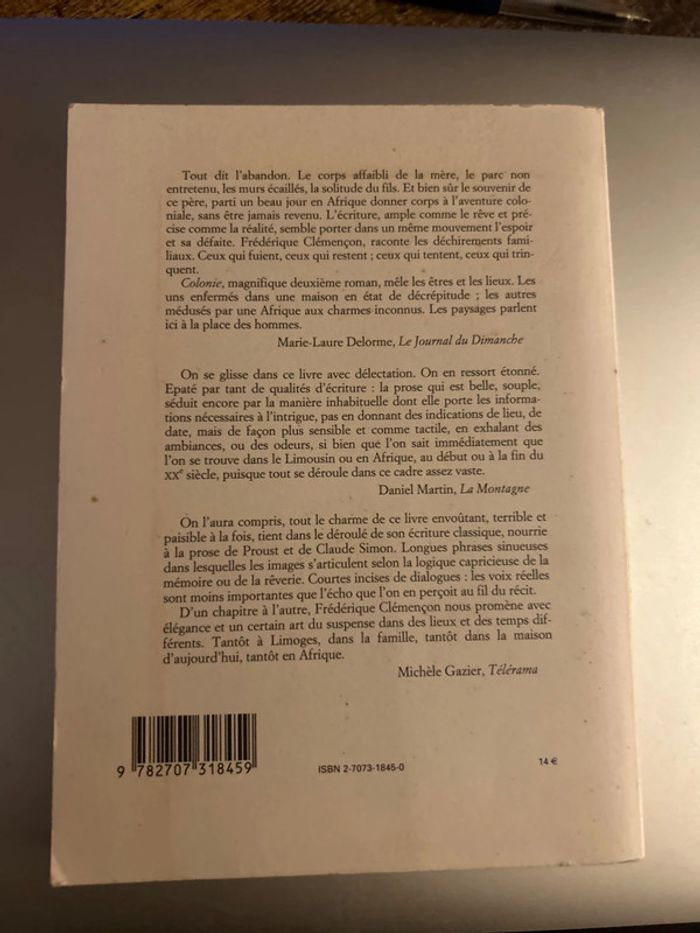 Tout dit l'abandon. Le corps affaibli de la mère, le parc non
entretenu, les murs écaillés, la solitude du fils. Et bien sûr le souvenir de
ce père, parti un beau jour en Afrique donner corps à l'aventure colo-
niale, sans être jamais revenu. L'écriture, ample comme le rêve et pré-
cise comme la réalité, semble porter dans un même mouvement l'espoir
et sa défaite. Frédérique Clémençon, raconte les déchirements fami-
liaux. Ceux qui fuient, ceux qui restent ; ceux qui tentent, ceux qui trin-
quent.
Colonie, magnifique deuxième roman, mêle les êtres et les lieux. Les
uns enfermés dans une maison en état de décrépitude ; les autres
médusés par une Afrique aux charmes inconnus. Les paysages parlent
ici à la place des hommes.
Marie-Laure Delorme, Le Journal du Dimanche
On se glisse dans ce livre avec délectation. On en ressort étonné.
Epaté par tant de qualités d'écriture : la prose qui est belle, souple,
séduit encore par la manière inhabituelle dont elle porte les informa-
tions nécessaires à l'intrigue, pas en donnant des indications de lieu, de
date, mais de façon plus sensible et comme tactile, en exhalant des
ambiances, ou des odeurs, si bien que l'on sait immédiatement que
l'on se trouve dans le Limousin ou en Afrique, au début ou à la fin du
XXe siècle, puisque tout se déroule dans ce cadre assez vaste.
Daniel Martin, La Montagne
On l'aura compris, tout le charme de ce livre envoûtant, terrible et
paisible à la fois, tient dans le déroulé de son écriture classique, nourrie
à la prose de Proust et de Claude Simon. Longues phrases sinueuses
dans lesquelles les images s'articulent selon la logique capricieuse de la
mémoire ou de la rêverie. Courtes incises de dialogues : les voix réelles
sont moins importantes que l'écho que l'on en perçoit au fil du récit.
D'un chapitre à l'autre, Frédérique Clémençon nous promène avec
élégance et un certain art du suspense dans des lieux et des temps dif-
férents. Tantôt à Limoges, dans la famille, tantôt dans la maison
d'aujourd'hui, tantôt en Afrique.
Michèle Gazier, Télérama
9 782707 318459
ISBN 2-7073-1845-0
14 €